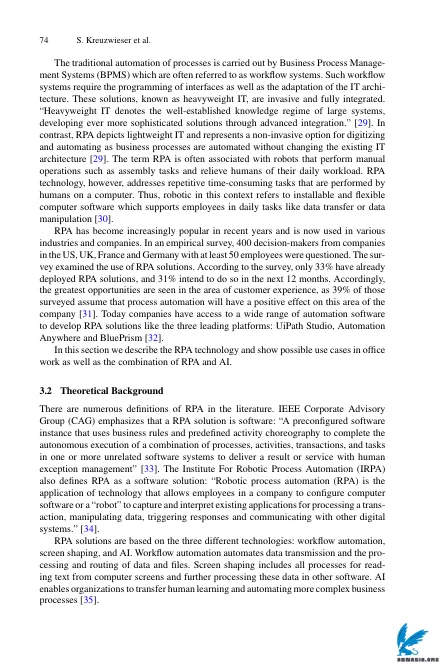 74 S. Kreuzwieser et al.
The traditional automation of processes is carried out by Business Process Manage-
ment Systems (BPMS) which are often referred to as workflow systems. Such workflow
systems require the programming of interfaces as well as the adaptation of the IT archi-
tecture. These solutions, known as heavyweight IT, are invasive and fully integrated.
“Heavyweight IT denotes the well-established knowledge regime of large systems,
developing ever more sophisticated solutions through advanced integration.” [29]. In
contrast, RPA depicts lightweight IT and represents a non-invasive option for digitizing
and automating as business processes are automated without changing the existing IT
architecture [29]. The term RPA is often associated with robots that perform manual
operations such as assembly tasks and relieve humans of their daily workload. RPA
technology, however, addresses repetitive time-consuming tasks that are performed by
humans on a computer. Thus, robotic in this context refers to installable and flexible
computer software which supports employees in daily tasks like data transfer or data
manipulation [30].
RPA has become increasingly popular in recent years and is now used in various
industries and companies. In an empirical survey, 400 decision-makers from companies
in the US, UK, France and Germany with at least 50 employees were questioned. The sur-
vey examined the use of RPA solutions. According to the survey, only 33% have already
deployed RPA solutions, and 31% intend to do so in the next 12 months. Accordingly,
the greatest opportunities are seen in the area of customer experience, as 39% of those
surveyed assume that process automation will have a positive effect on this area of the
company [31]. Today companies have access to a wide range of automation software
to develop RPA solutions like the three leading platforms: UiPath Studio, Automation
Anywhere and BluePrism [32].
In this section we describe the RPA technology and show possible use cases in office
work as well as the combination of RPA and AI.
3.2 Theoretical Background
There are numerous definitions of RPA in the literature. IEEE Corporate Advisory
Group (CAG) emphasizes that a RPA solution is software: “A preconfigured software
instance that uses business rules and predefined activity choreography to complete the
autonomous execution of a combination of processes, activities, transactions, and tasks
in one or more unrelated software systems to deliver a result or service with human
exception management” [33]. The Institute For Robotic Process Automation (IRPA)
also defines RPA as a software solution: “Robotic process automation (RPA) is the
application of technology that allows employees in a company to configure computer
software or a “robot” to capture and interpret existing applications for processing a trans-
action, manipulating data, triggering responses and communicating with other digital
systems.” [34].
RPA solutions are based on the three different technologies: workflow automation,
screen shaping, and AI. Workflow automation automates data transmission and the pro-
cessing and routing of data and files. Screen shaping includes all processes for read-
ing text from computer screens and further processing these data in other software. AI
enables organizations to transfer human learning and automating more complex business
processes [35].